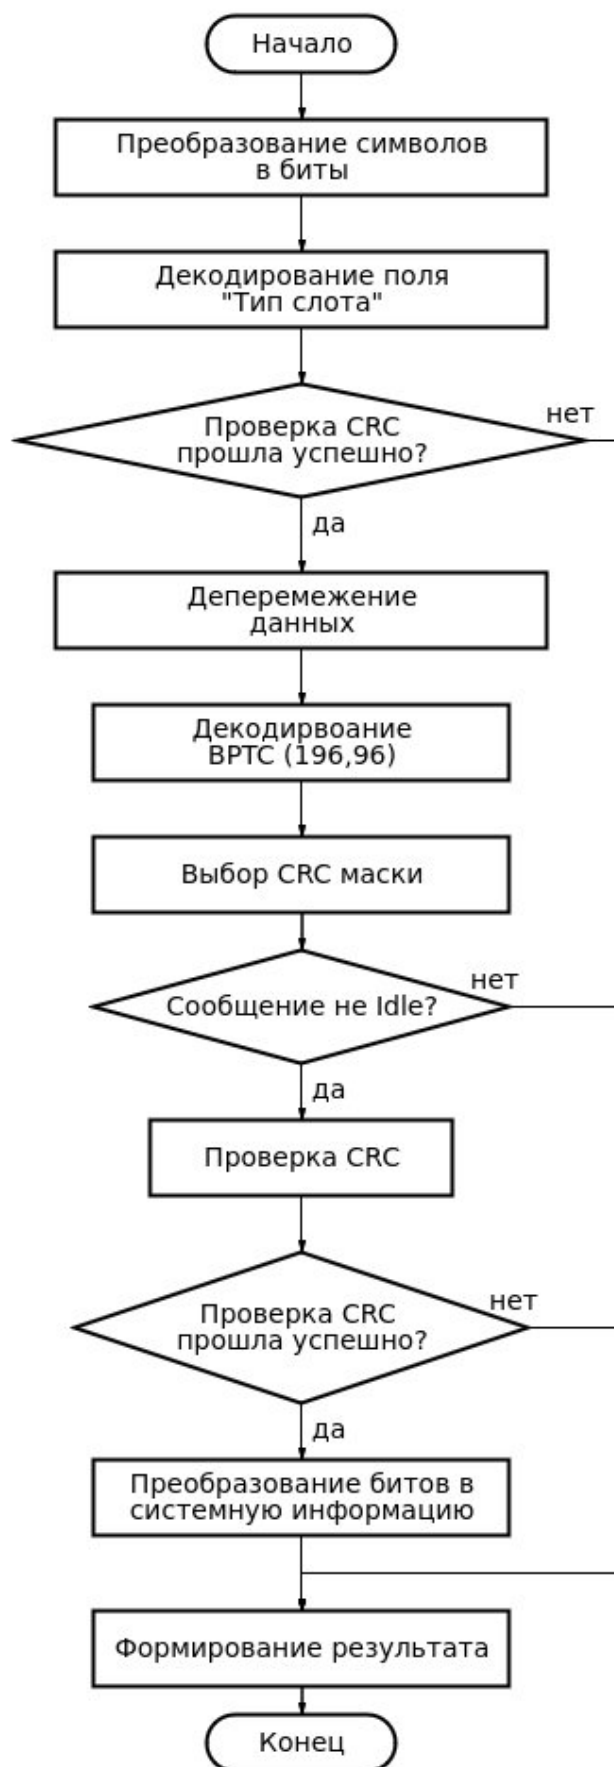 Начало
Преобразование символов
в биты
Декодирование поля
"Тип слота"
Проверка CRC
прошла успешно?
нет
да
Деперемежение
данных
Декодирвоание
BPTC (196,96)
Выбор CRC маски
Сообщение не Idle?
нет
да
Проверка CRC
Проверка CRC
прошла успешно?
нет
да
Преобразование битов в
системную информацию
Формирование результата
Конец